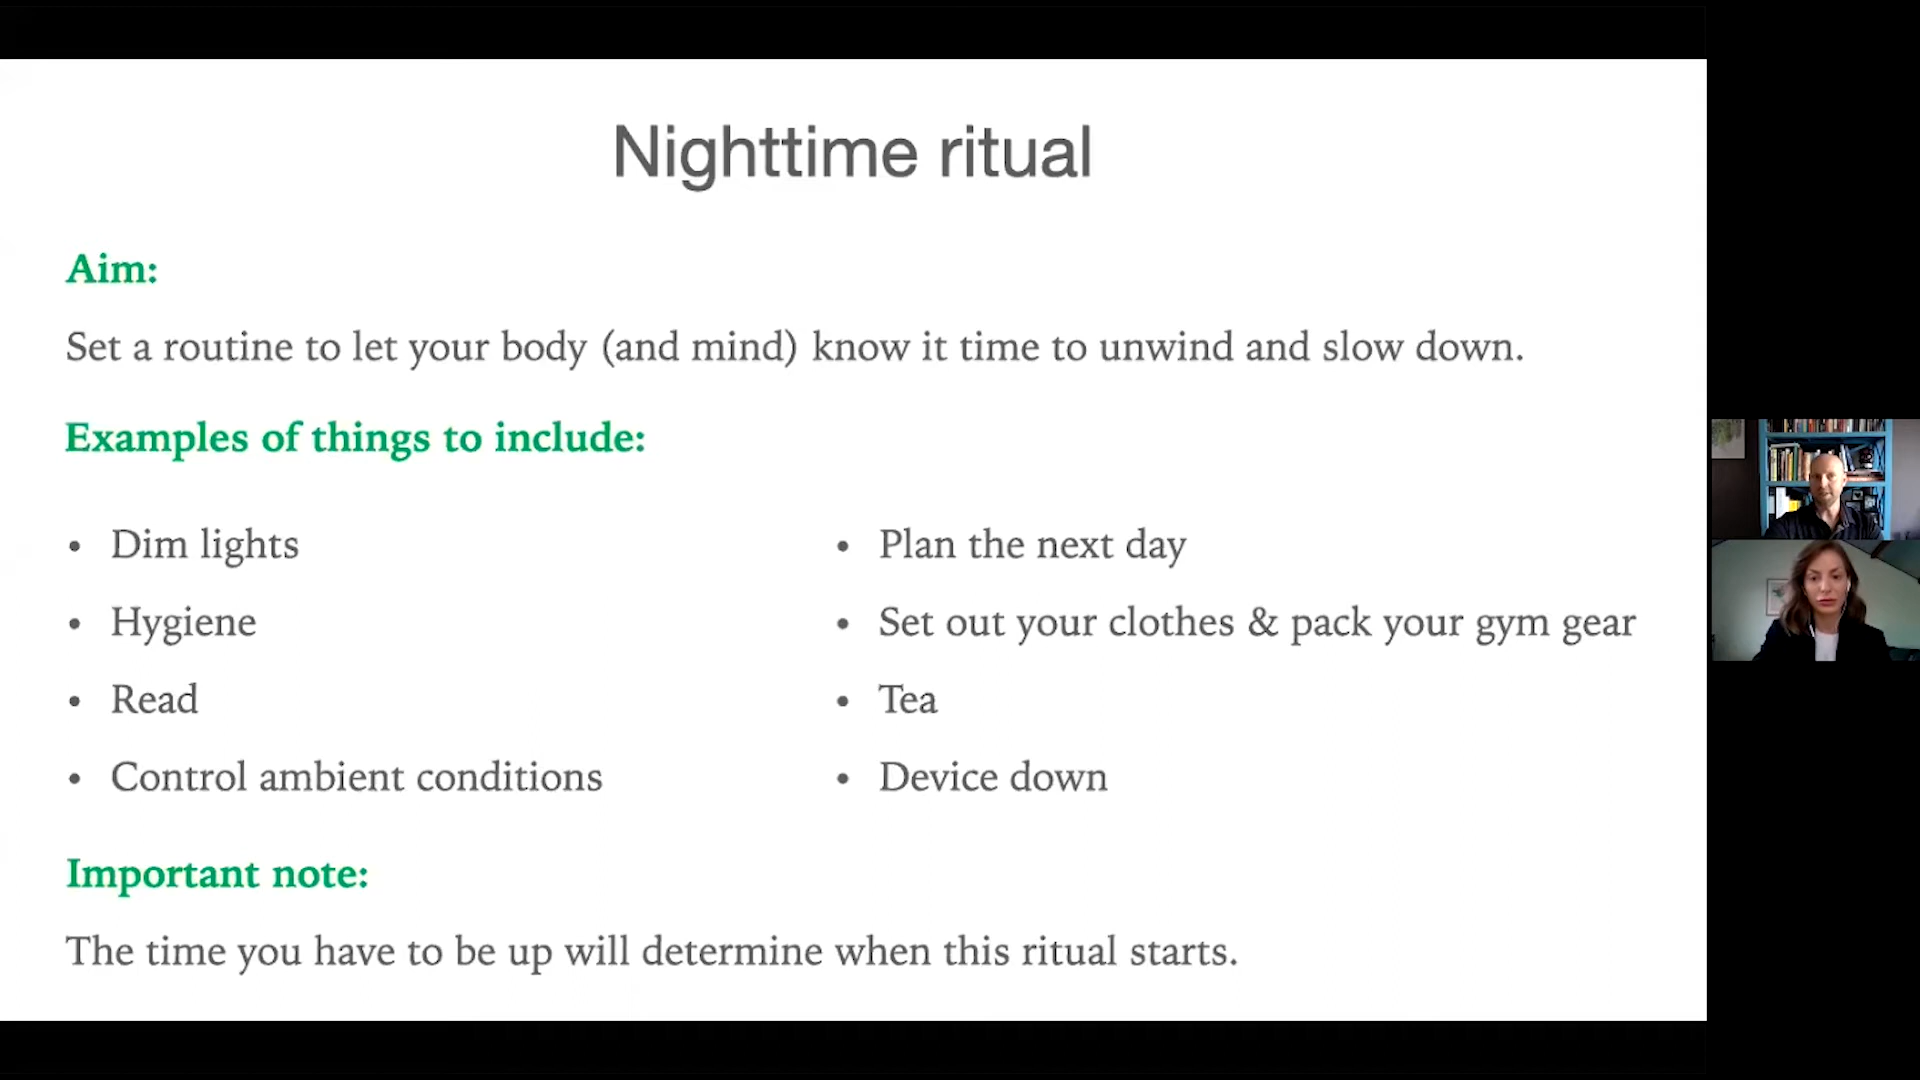 Nighttime ritual
Aim:
Set a routine to let your body (and mind) know it time to unwind and slow down.
Examples of things to include:
• Dim lights
• Hygiene
• Read
• Control ambient conditions
• Plan the next day
• Set out your clothes & pack your gym gear
• Tea
• Device down
Important note:
The time you have to be up will determine when this ritual starts.